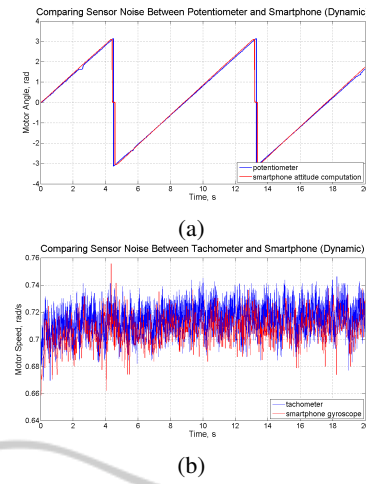 Comparing Sensor Noise Between Potentiometer and Smartphone (Dynamic
4
3
2
1
0
-1
-2
-3
-4
Motor Angle, rad
0 2 4 6 8 10 12 14 16 18 20
Time, s
potentiometer
smartphone attitude computation
(a)
Comparing Sensor Noise Between Tachometer and Smartphone (Dynamic)
0.76
0.74
0.72
0.7
0.68
0.66
0.64
Motor Speed, rad/s
0 2 4 6 8 10 12 14 16 18 20
Time, s
tachometer
smartphone gyroscope
(b)